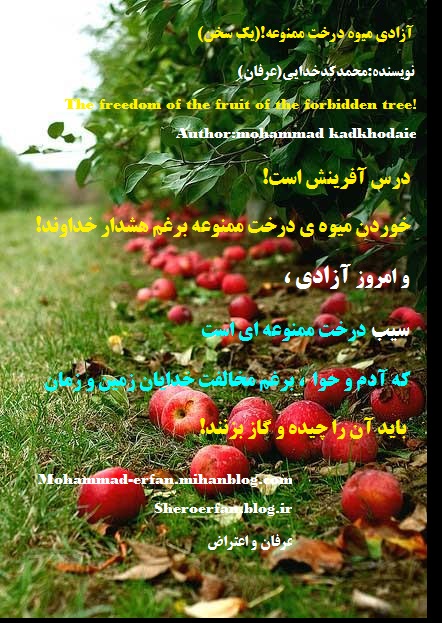 آزادی میوه درخت ممنوعه!(یک سخن)
نویسنده:محمدکدخدایی(عرفان)
The freedom of the fruit of the forbidden tree!
Author:mohammad kadkhodaie
درس آفرینش است!
خوردن میوه ی درخت ممنوعه برغم هشدار خداوند!
و امروز آزادی ،
سیب درخت ممنوعه ای است
که آدم و حوا ، برغم مخالفت خدایان زمین و زمان
باید آن را چیده و گاز بزنند!
Mohammad-erfan.mihanblog.com
Sheroerfanblog.ir
عرفان و اعتراض